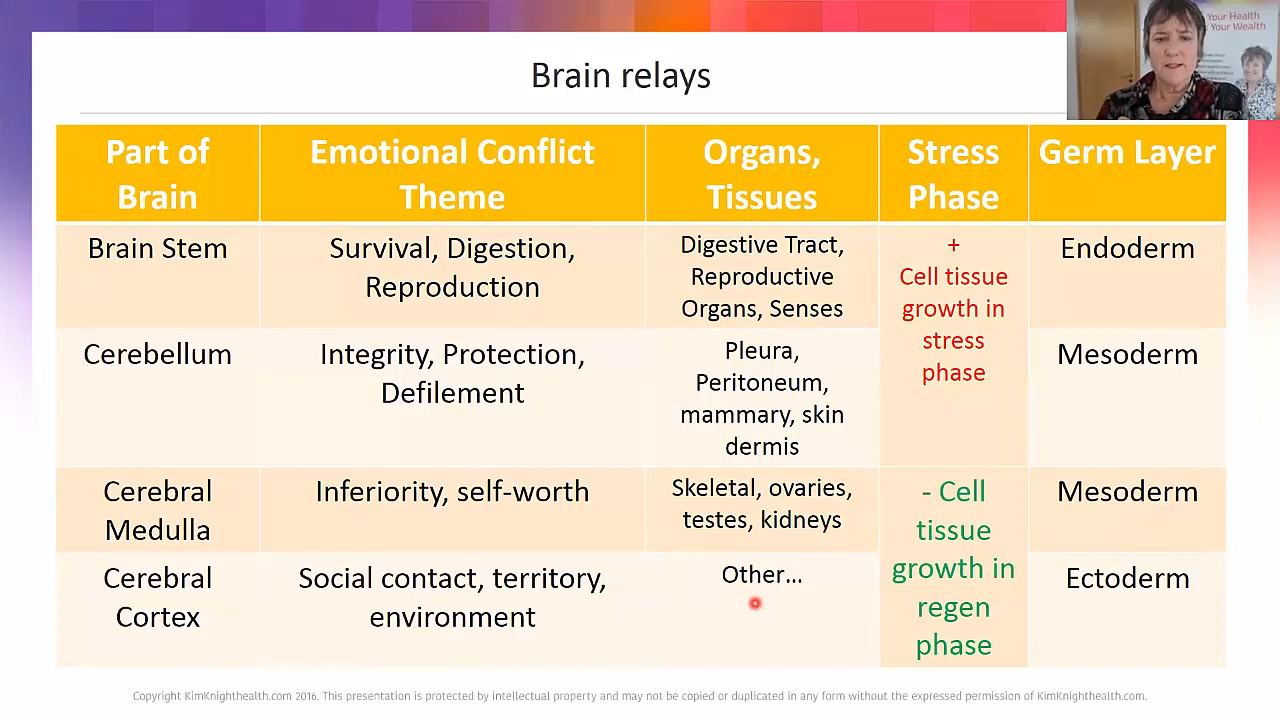 Your Health
Your Wealth
Brain relays
Part of
Brain
Emotional Conflict
Theme
Organs,
Tissues
Stress
Phase
Germ Layer
Brain Stem
Survival, Digestion,
Reproduction
Digestive Tract,
Reproductive
Organs, Senses
+
Cell tissue
growth in
stress
phase
Endoderm
Cerebellum
Integrity, Protection,
Defilement
Pleura,
Peritoneum,
mammary, skin
dermis
Mesoderm
Cerebral
Medulla
Inferiority, self-worth
Skeletal, ovaries,
testes, kidneys
- Cell
tissue
growth in
regen
phase
Mesoderm
Cerebral
Cortex
Social contact, territory,
environment
Other...
Ectoderm
Copyright KimKnighthealth.com 2016. This presentation is protected by intellectual property and may not be copied or duplicated in any form without the expressed permission of KimKnighthealth.com.